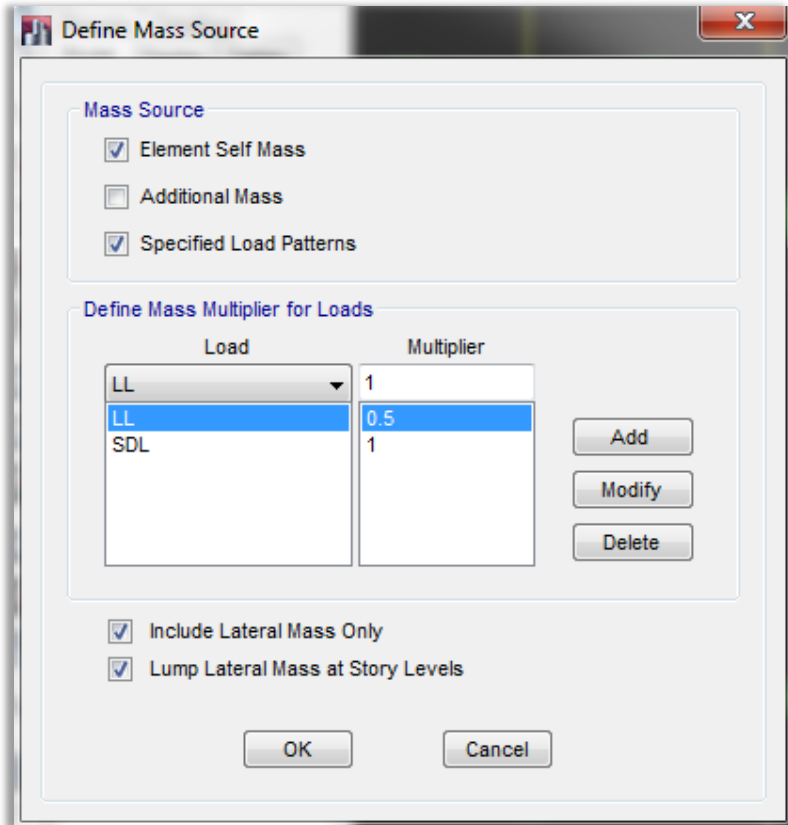 Define Mass Source
Mass Source
Element Self Mass
Additional Mass
Specified Load Patterns
Define Mass Multiplier for Loads
Load Multiplier
LL 1
LL 0.5
SDL 1
Add
Modify
Delete
Include Lateral Mass Only
Lump Lateral Mass at Story Levels
OK Cancel